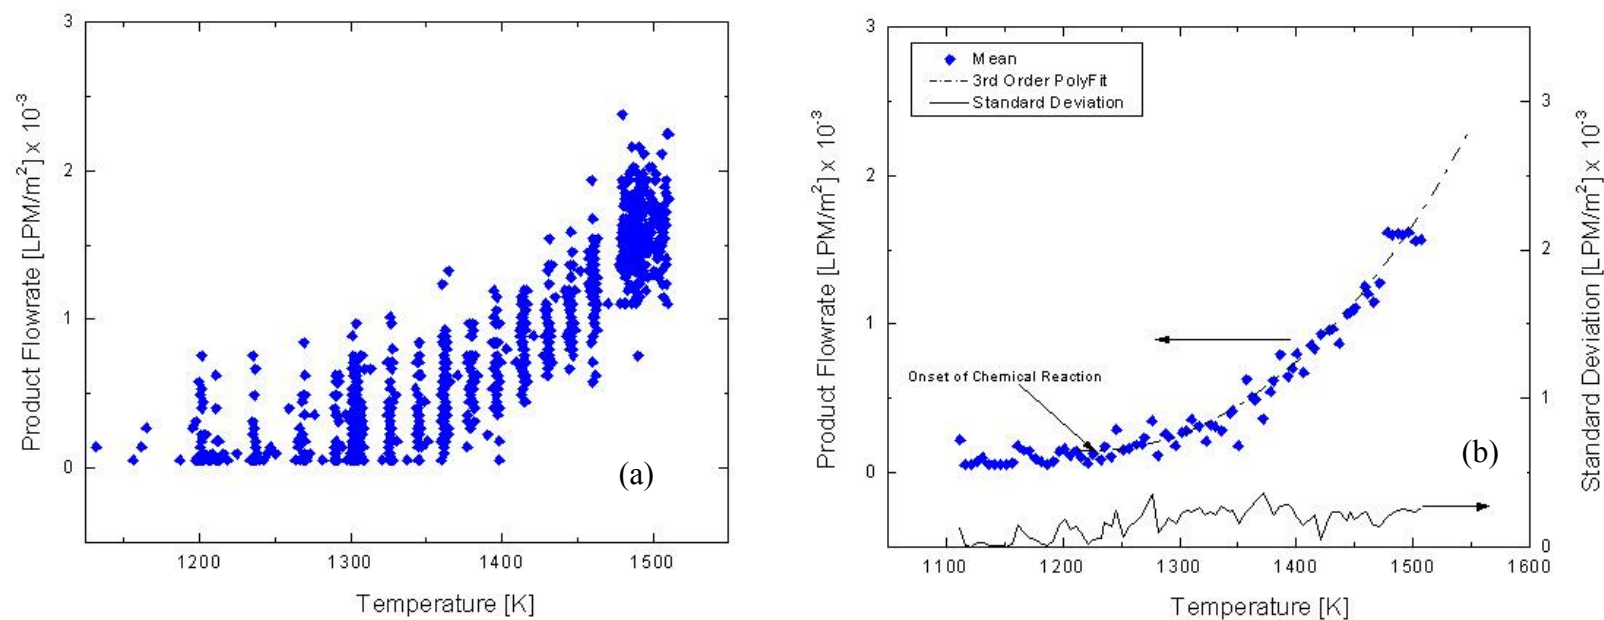 3
2
1
0
1200
1300
1400
1500
Product Flowrate [LPM/m²] x 10⁻³
Temperature [K]
(a)
3
2
1
0
1100
1200
1300
1400
1500
1600
3
2
1
0
Mean
3rd Order PolyFit
Standard Deviation
Onset of Chemical Reaction
Product Flowrate [LPM/m²] x 10⁻³
Standard Deviation [LPM/m²] x 10⁻³
Temperature [K]
(b)